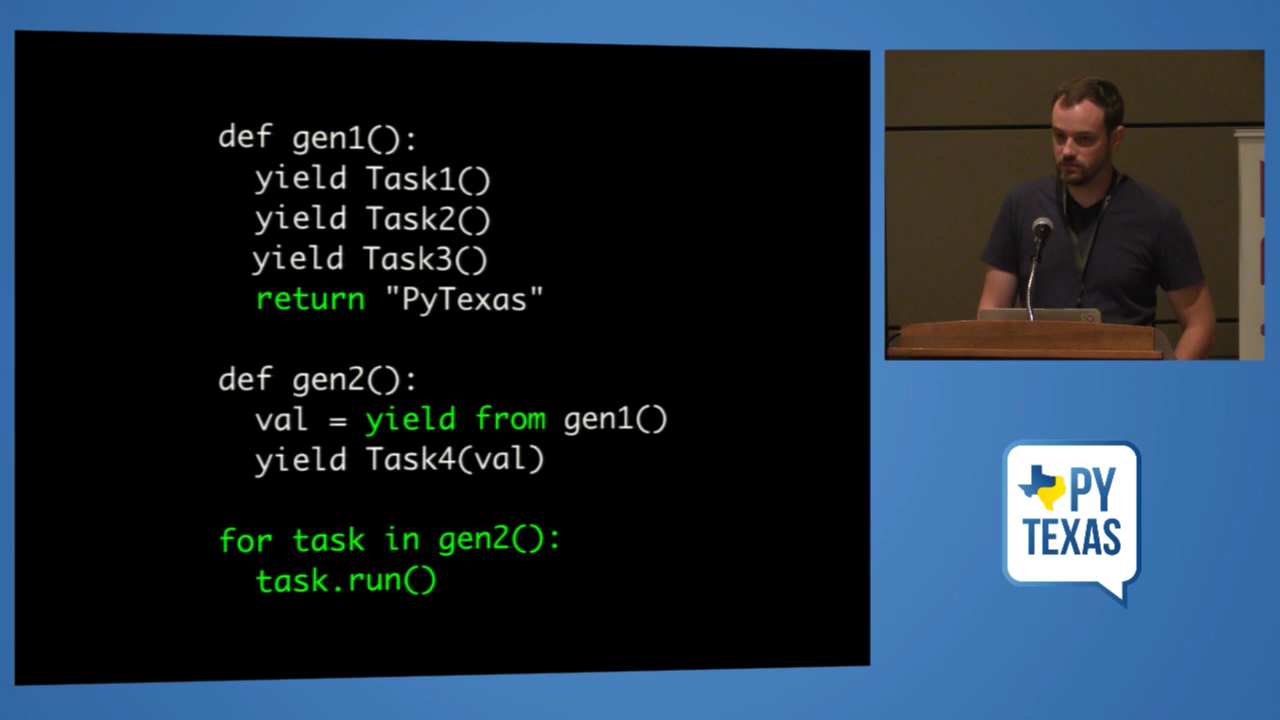 def gen1():
  yield Task1()
  yield Task2()
  yield Task3()
  return "PyTexas"
def gen2():
  val = yield from gen1()
  yield Task4(val)
for task in gen2():
  task.run()
PY
TEXAS